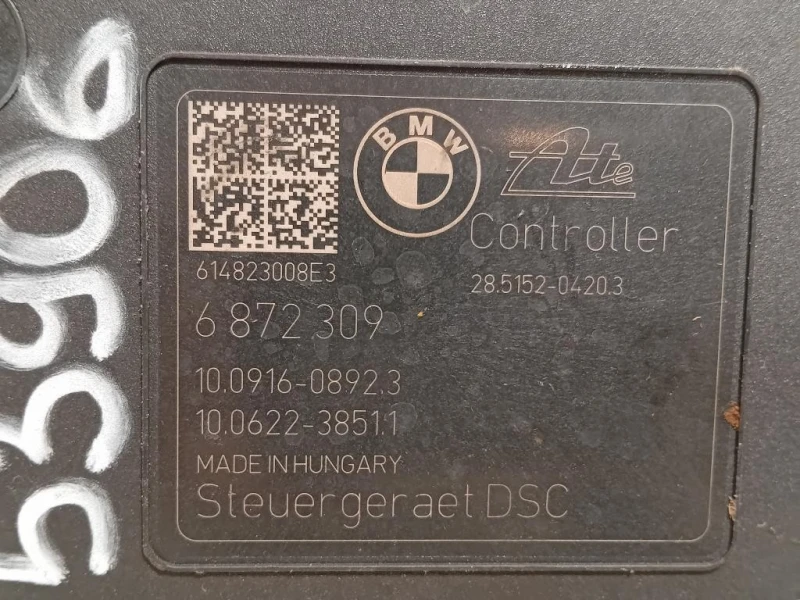 BMW
Ate
Controller
614823008E3
28.5152-0420.3
6 872 309
10.0916-0892.3
10.0622-3851.1
MADE IN HUNGARY
Steuergeraet DSC